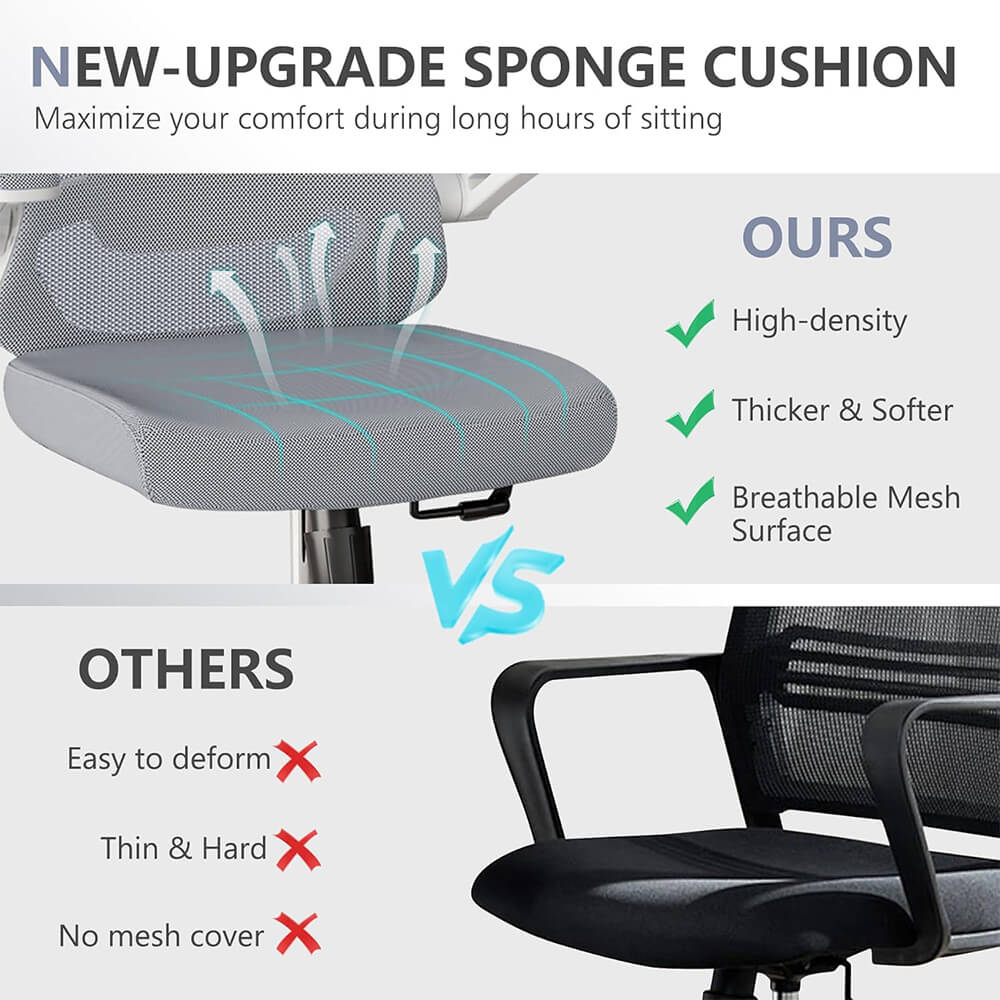 NEW-UPGRADE SPONGE CUSHION
Maximize your comfort during long hours of sitting
OURS
High-density
Thicker & Softer
Breathable Mesh
Surface
VS
OTHERS
Easy to deform
Thin & Hard
No mesh cover